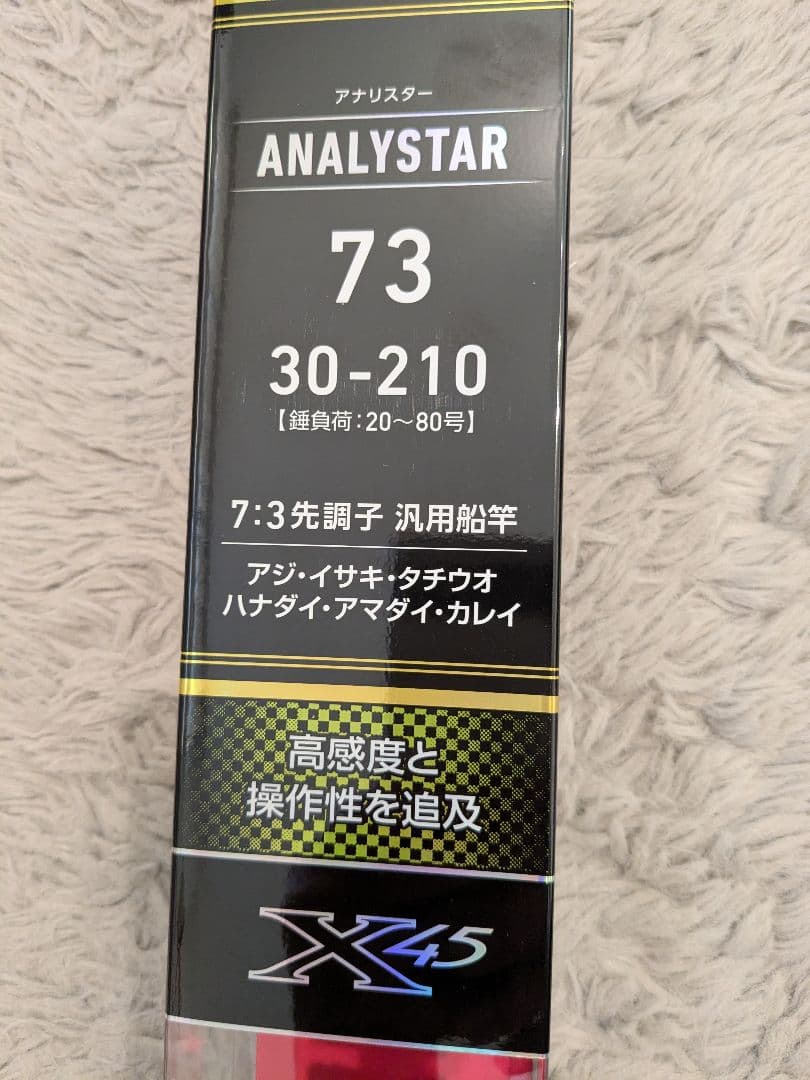 アナリスター
ANALYSTAR
73
30-210
【錘負荷:20～80号】
7:3先調子 汎用船竿
アジ・イサキ・タチウオ
ハナダイ・アマダイ・カレイ
高感度と
操作性を追及
X45